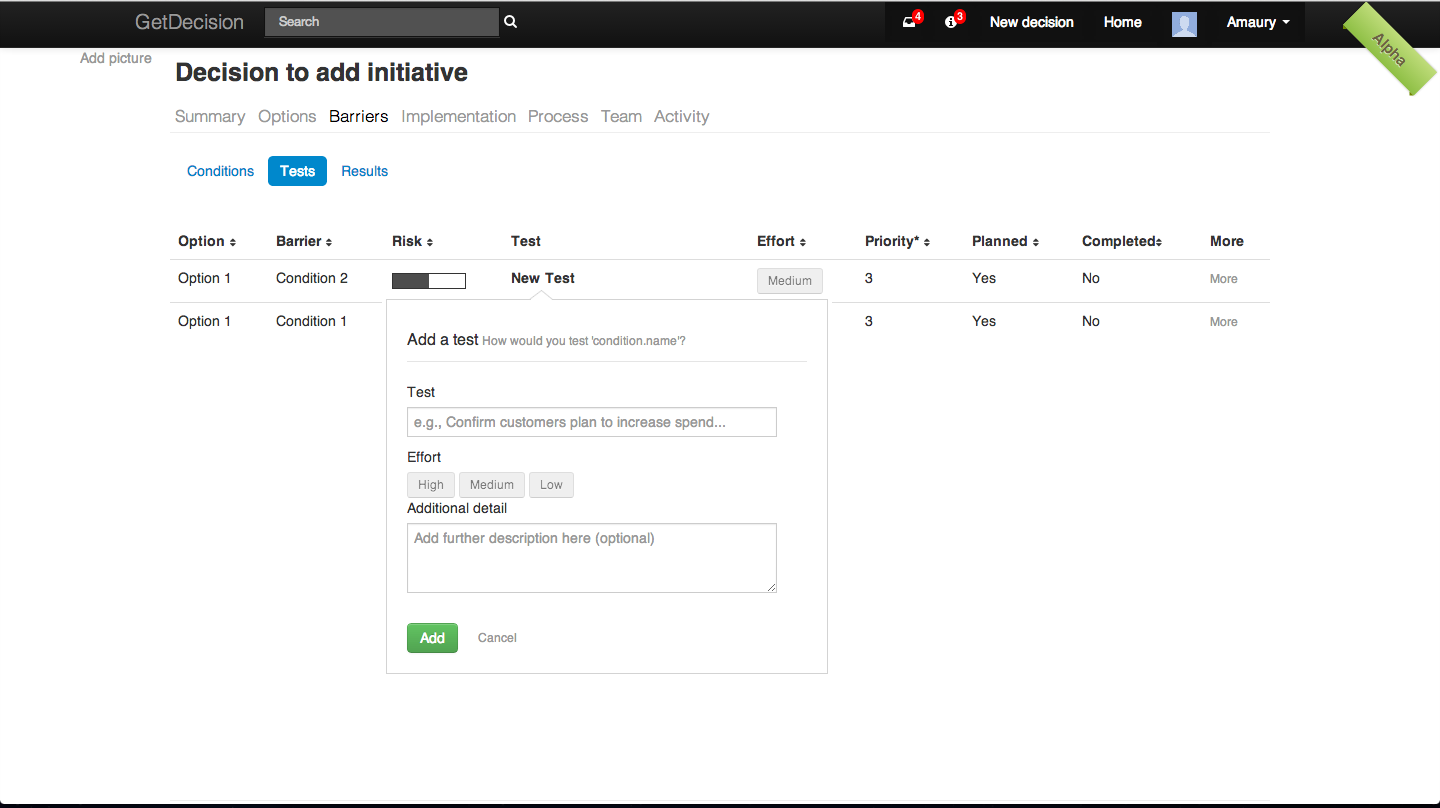 GetDecision Search 4 3 New decision Home Amaury
Alpha
Add picture
Decision to add initiative
Summary Options Barriers Implementation Process Team Activity
Conditions Tests Results
Option Barrier Risk Test Effort Priority* Planned Completed More
Option 1 Condition 2 New Test Medium 3 Yes No More
Option 1 Condition 1 3 Yes No More
Add a test How would you test 'condition.name'?
Test
e.g., Confirm customers plan to increase spend...
Effort
High Medium Low
Additional detail
Add further description here (optional)
Add Cancel